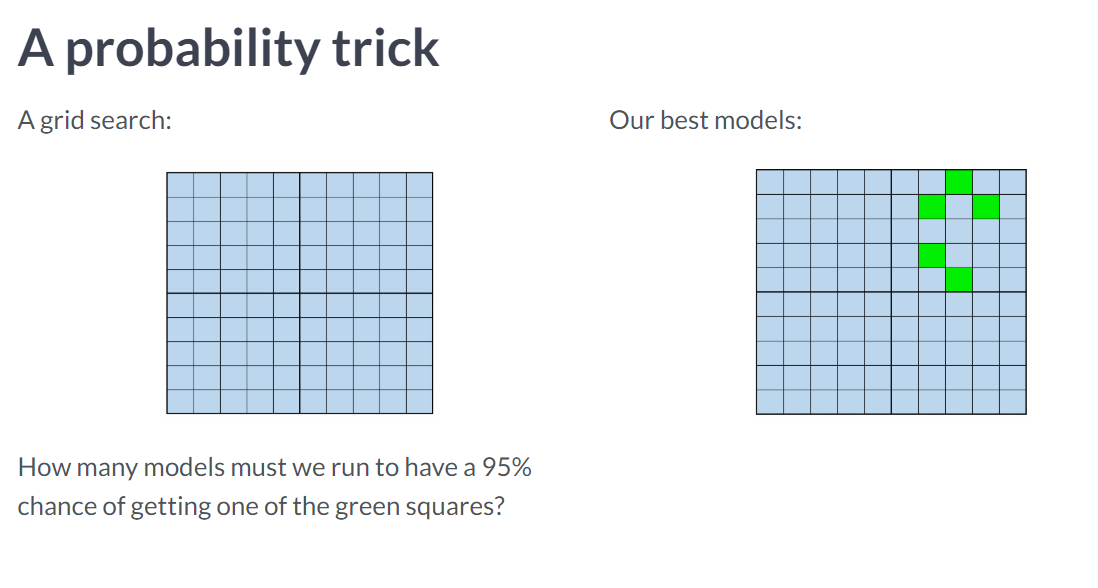 A probability trick
A grid search:
Our best models:
How many models must we run to have a 95%
chance of getting one of the green squares?